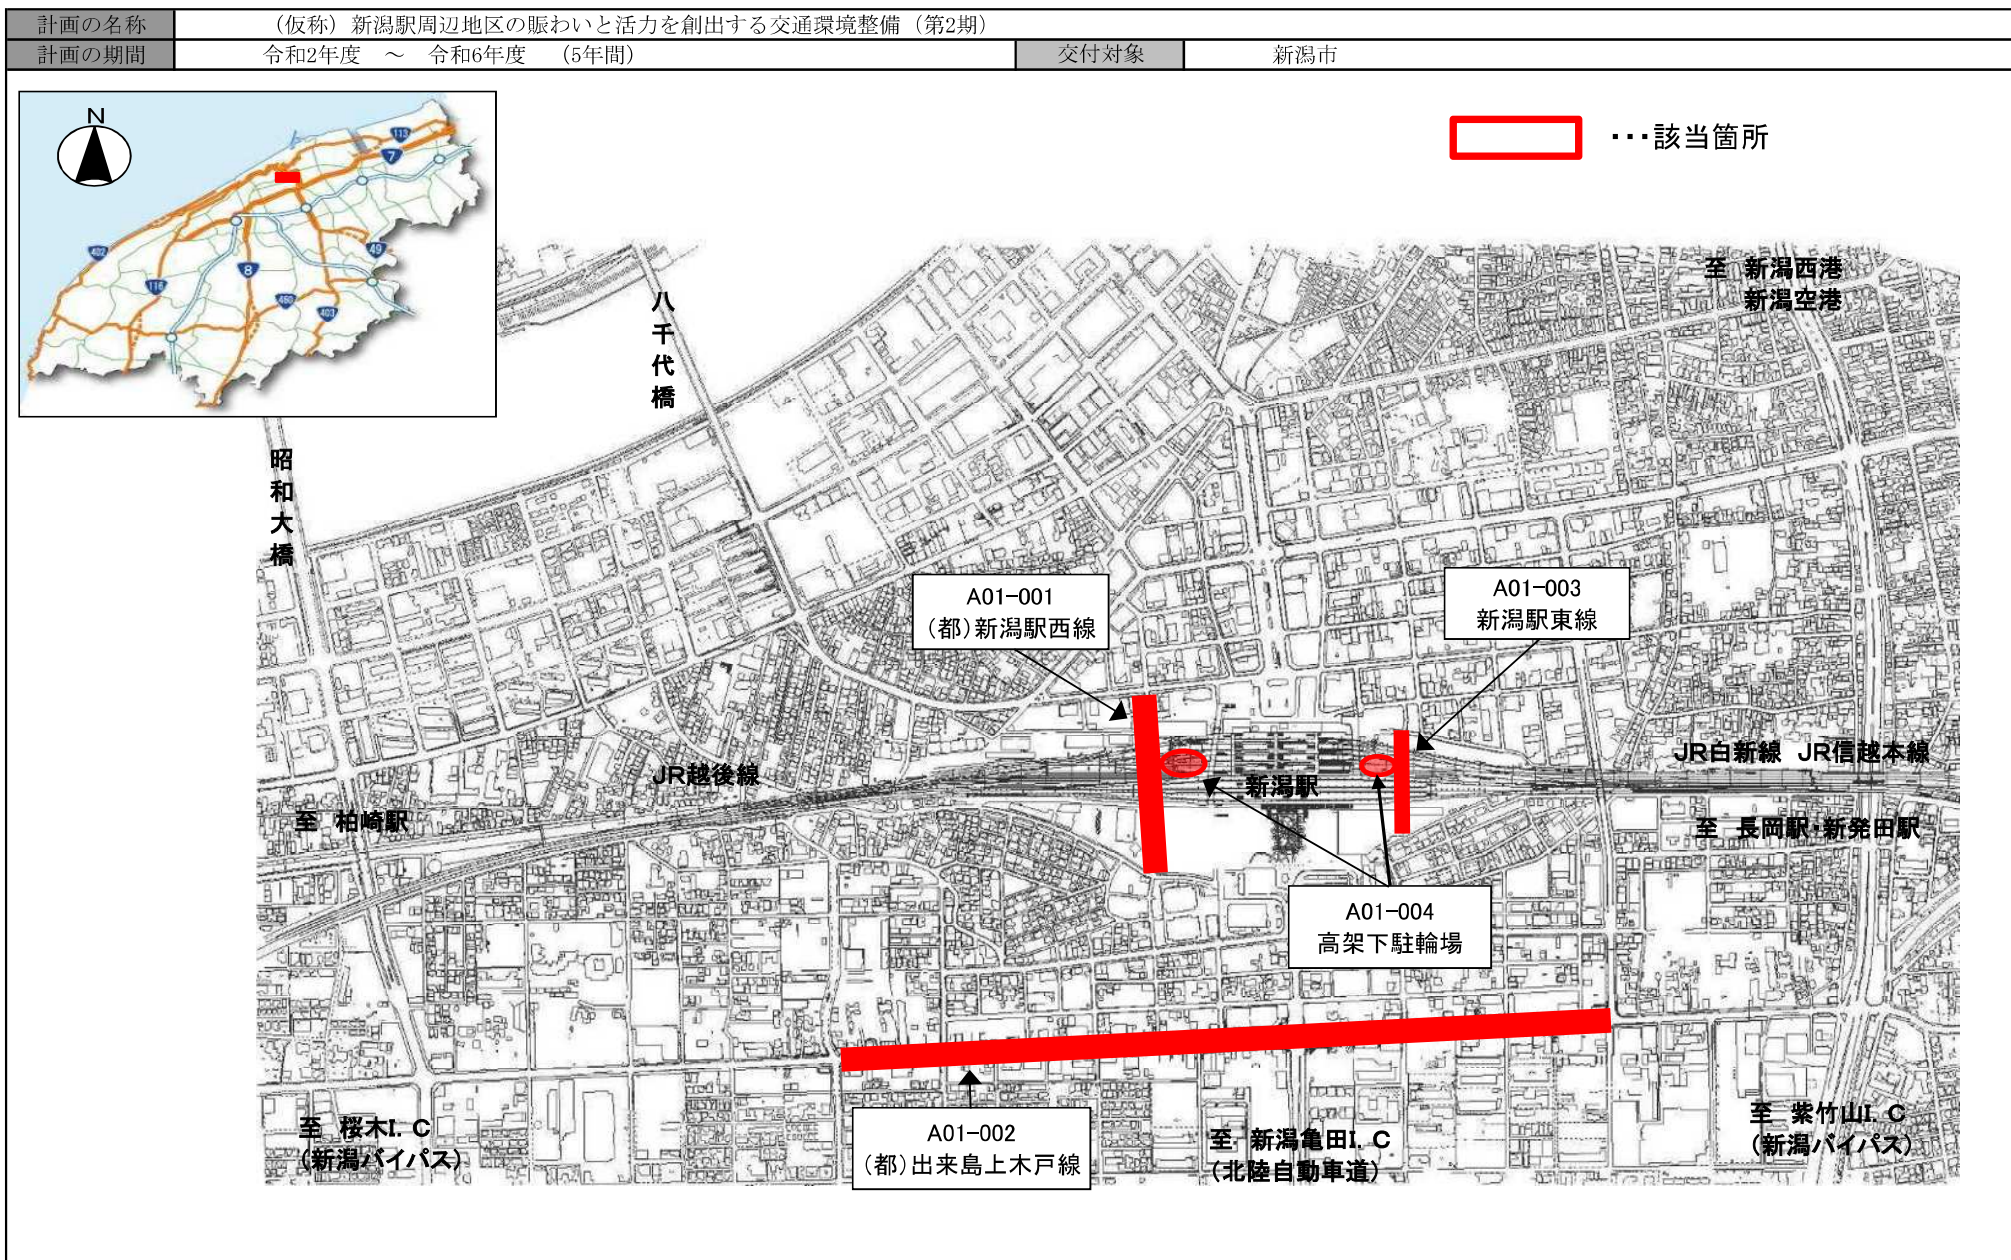 計画の名称
（仮称）新潟駅周辺地区の賑わいと活力を創出する交通環境整備（第2期）
計画の期間
令和2年度　～　令和6年度　（5年間）
交付対象
新潟市
N
113
7
402
49
8
116
460
403
・・・該当箇所
至　新潟西港
新潟空港
八千代橋
昭和大橋
A01-001
（都）新潟駅西線
A01-003
新潟駅東線
JR越後線
新潟駅
JR白新線　JR信越本線
至　柏崎駅
至　長岡駅・新発田駅
A01-004
高架下駐輪場
至　桜木I.C
（新潟バイパス）
A01-002
（都）出来島上木戸線
至　新潟亀田I.C
（北陸自動車道）
至　紫竹山I.C
（新潟バイパス）